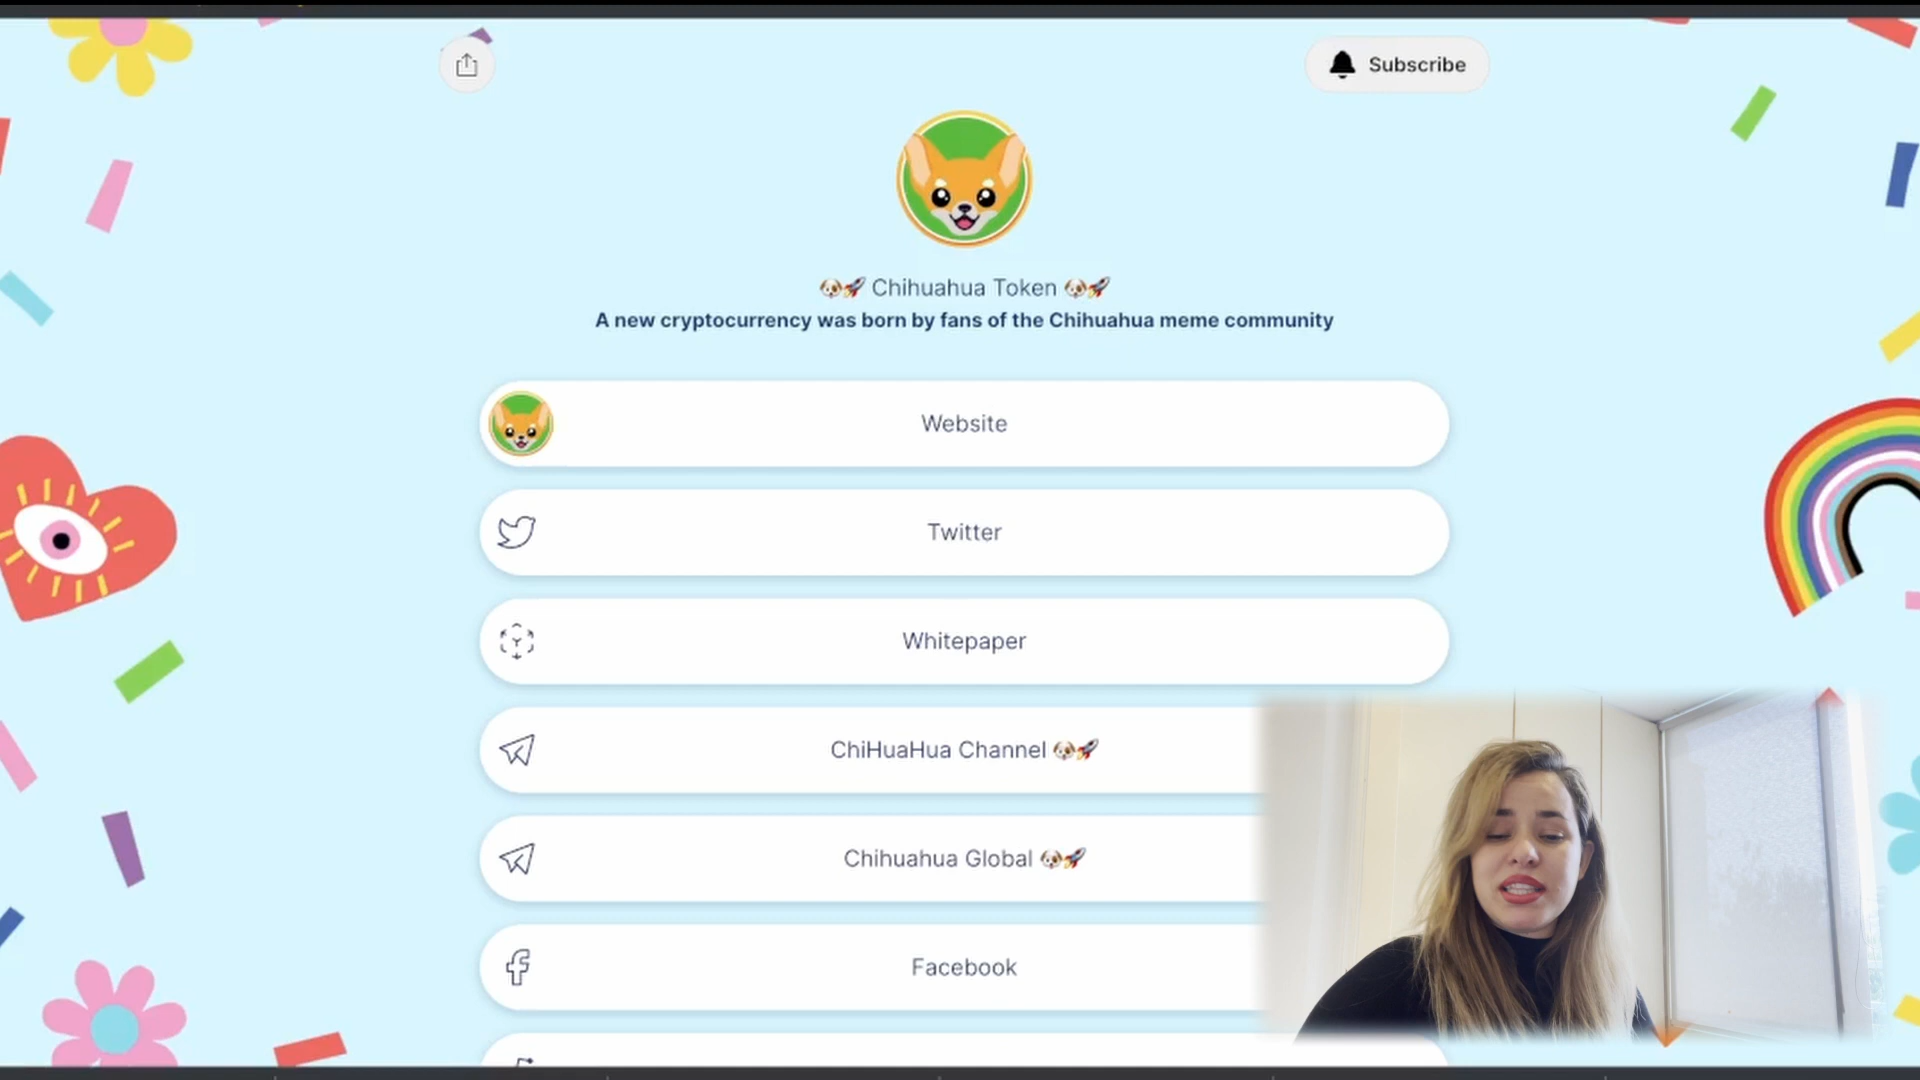 Subscribe
🐶🚀 Chihuahua Token 🐶🚀
A new cryptocurrency was born by fans of the Chihuahua meme community
Website
Twitter
Whitepaper
ChiHuaHua Channel 🐶🚀
Chihuahua Global 🐶🚀
Facebook